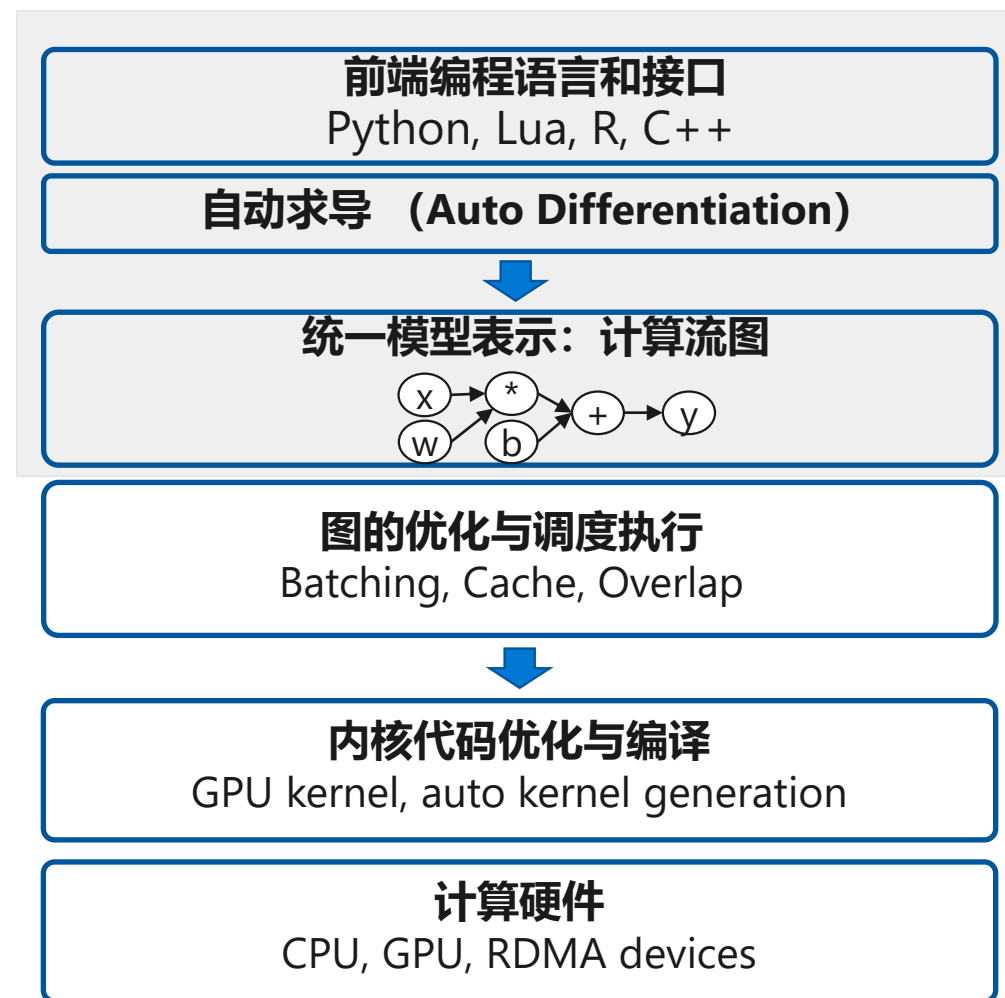 前端编程语言和接口
Python, Lua, R, C++
自动求导 （Auto Differentiation）
统一模型表示：计算流图
x * + y
w b
图的优化与调度执行
Batching, Cache, Overlap
内核代码优化与编译
GPU kernel, auto kernel generation
计算硬件
CPU, GPU, RDMA devices